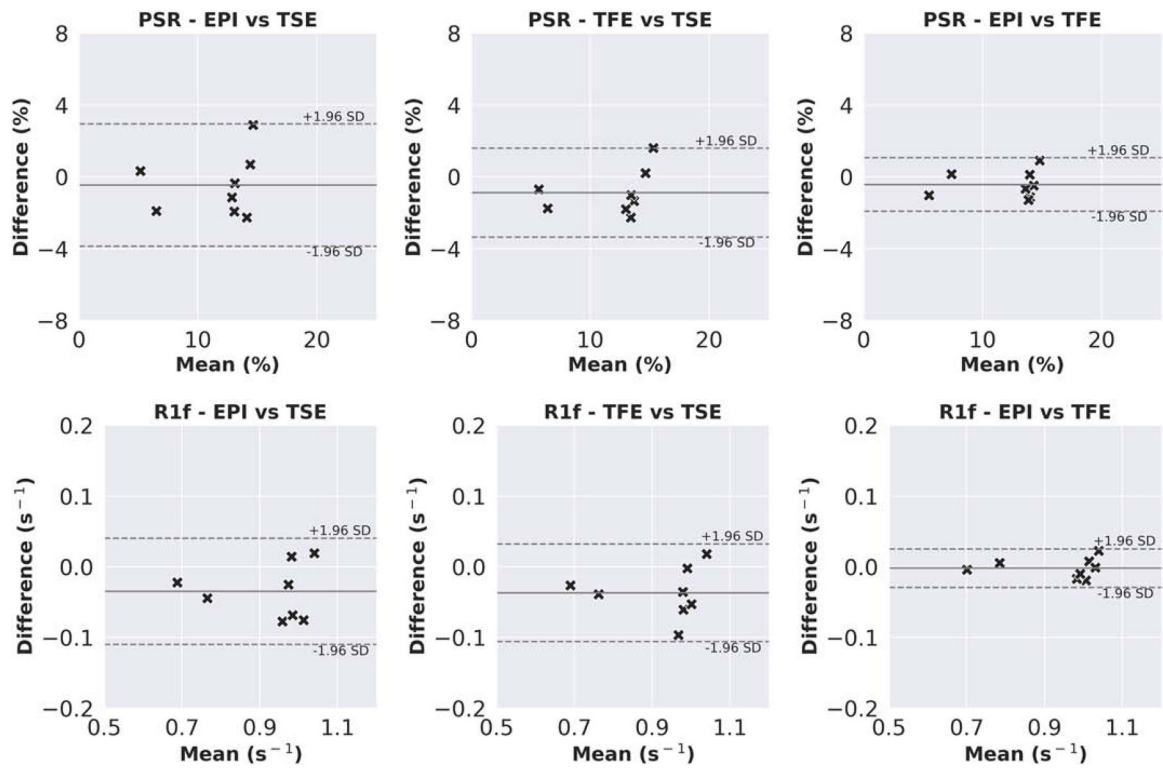 PSR - EPI vs TSE
8
4
0
−4
−8
Difference (%)
+1.96 SD
-1.96 SD
0
10
20
Mean (%)
PSR - TFE vs TSE
8
4
0
−4
−8
Difference (%)
+1.96 SD
-1.96 SD
0
10
20
Mean (%)
PSR - EPI vs TFE
8
4
0
−4
−8
Difference (%)
+1.96 SD
-1.96 SD
0
10
20
Mean (%)
R1f - EPI vs TSE
0.2
0.1
0.0
−0.1
−0.2
Difference (s⁻¹)
+1.96 SD
-1.96 SD
0.5
0.7
0.9
1.1
Mean (s⁻¹)
R1f - TFE vs TSE
0.2
0.1
0.0
−0.1
−0.2
Difference (s⁻¹)
+1.96 SD
-1.96 SD
0.5
0.7
0.9
1.1
Mean (s⁻¹)
R1f - EPI vs TFE
0.2
0.1
0.0
−0.1
−0.2
Difference (s⁻¹)
+1.96 SD
-1.96 SD
0.5
0.7
0.9
1.1
Mean (s⁻¹)